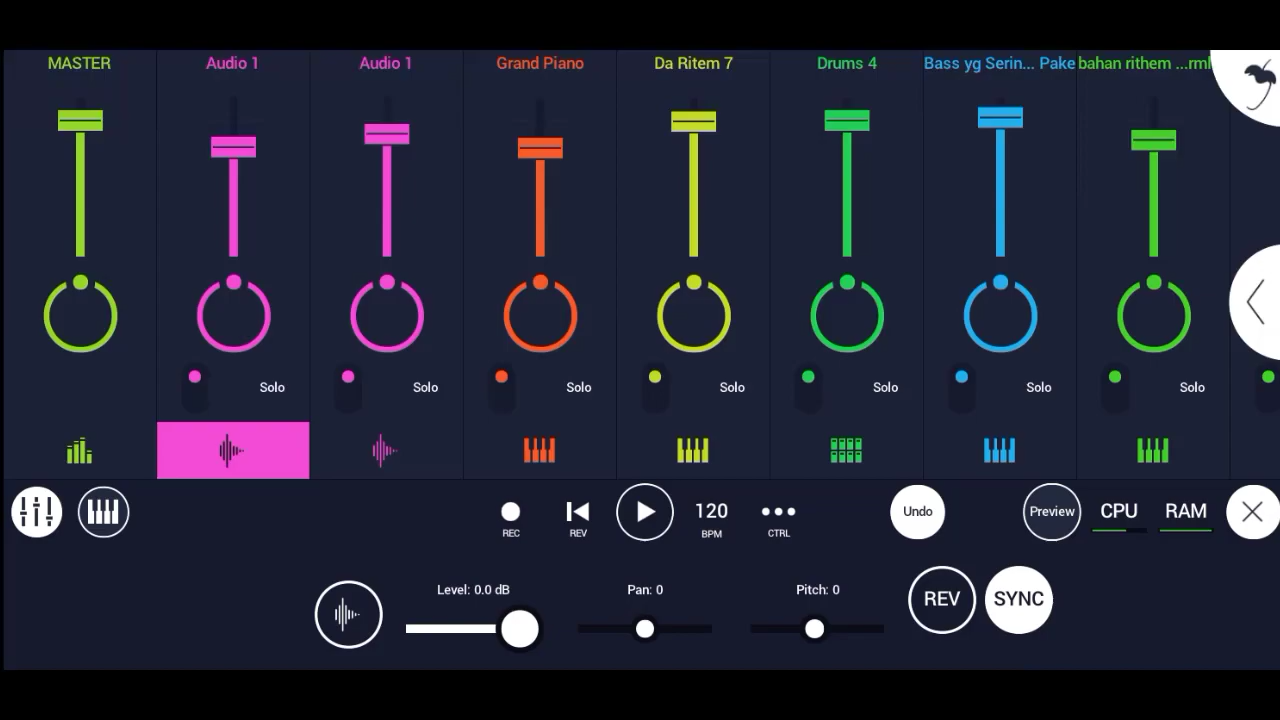 MASTER
Audio 1
Audio 1
Grand Piano
Da Ritem 7
Drums 4
Bass yg Serin... Pake
bahan rithem ...rml
Solo
Solo
Solo
Solo
Solo
Solo
Solo
REC
REV
120
BPM
CTRL
Undo
Preview
CPU
RAM
Level: 0.0 dB
Pan: 0
Pitch: 0
REV
SYNC